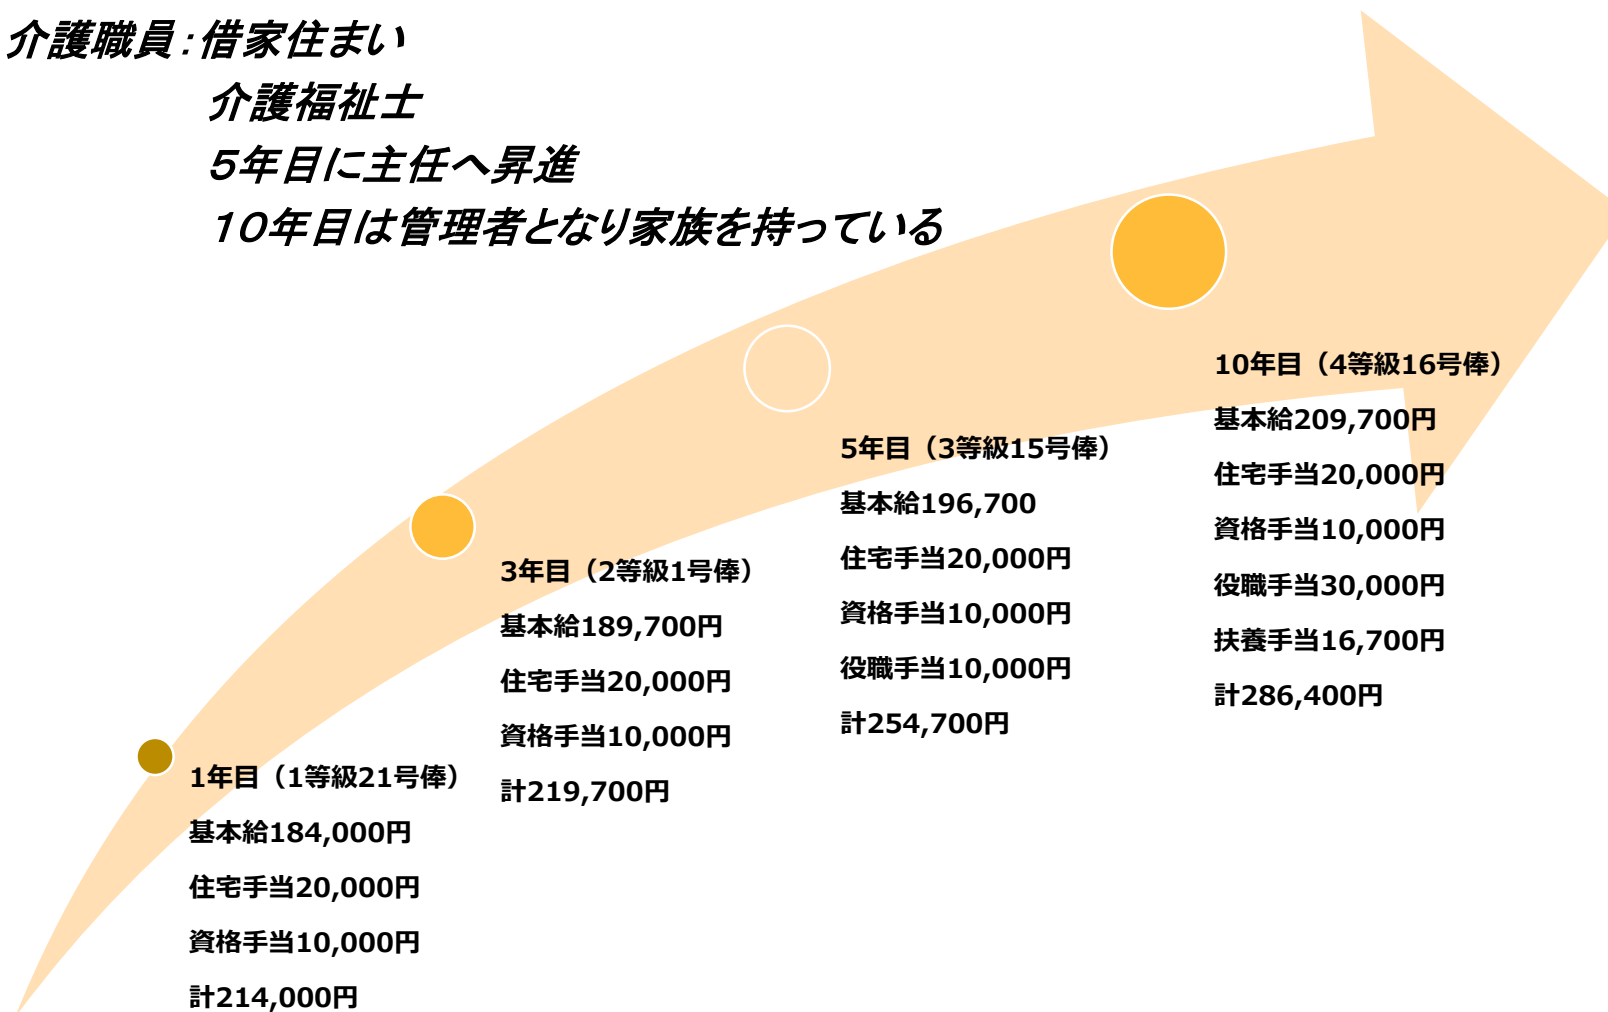 介護職員：借家住まい
介護福祉士
５年目に主任へ昇進
１０年目は管理者となり家族を持っている
1年目（1等級21号俸）
基本給184,000円
住宅手当20,000円
資格手当10,000円
計214,000円
3年目（2等級1号俸）
基本給189,700円
住宅手当20,000円
資格手当10,000円
計219,700円
5年目（3等級15号俸）
基本給196,700
住宅手当20,000円
資格手当10,000円
役職手当10,000円
計254,700円
10年目（4等級16号俸）
基本給209,700円
住宅手当20,000円
資格手当10,000円
役職手当30,000円
扶養手当16,700円
計286,400円